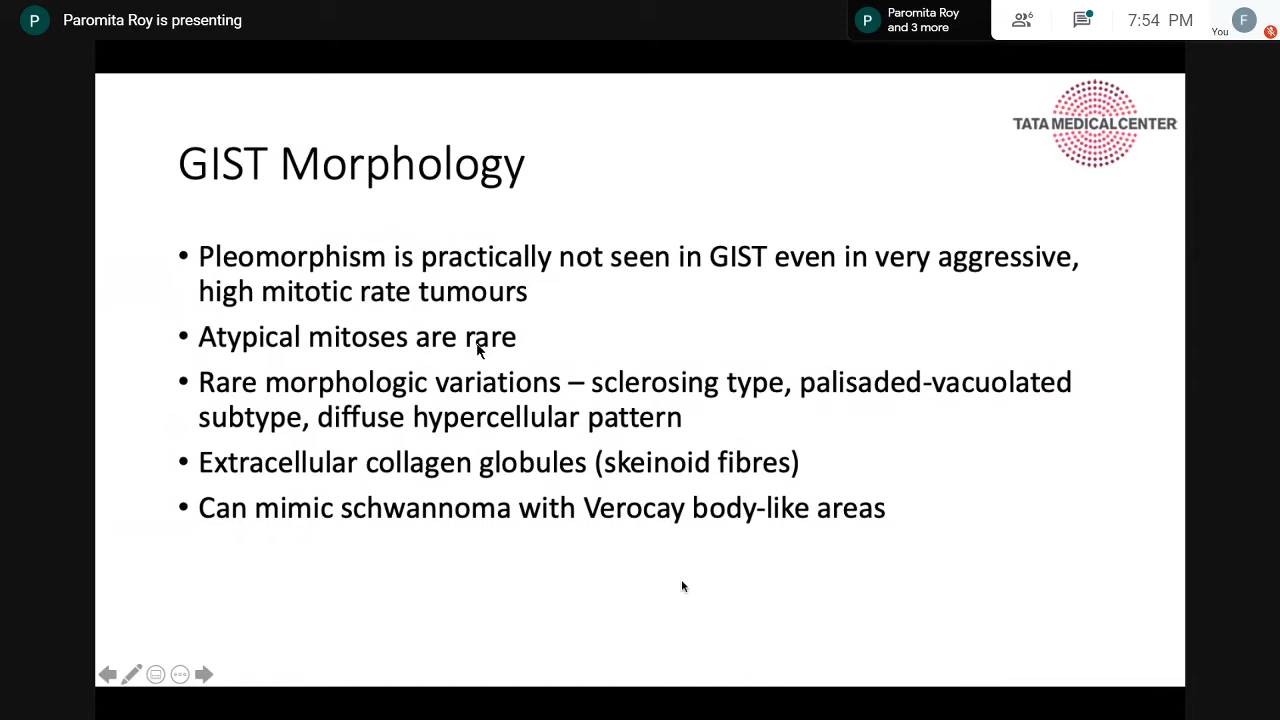 P Paromita Roy is presenting
P Paromita Roy
and 3 more
6
7:54 PM
You
F
TATA MEDICAL CENTER
GIST Morphology
• Pleomorphism is practically not seen in GIST even in very aggressive,
high mitotic rate tumours
• Atypical mitoses are rare
• Rare morphologic variations – sclerosing type, palisaded-vacuolated
subtype, diffuse hypercellular pattern
• Extracellular collagen globules (skeinoid fibres)
• Can mimic schwannoma with Verocay body-like areas